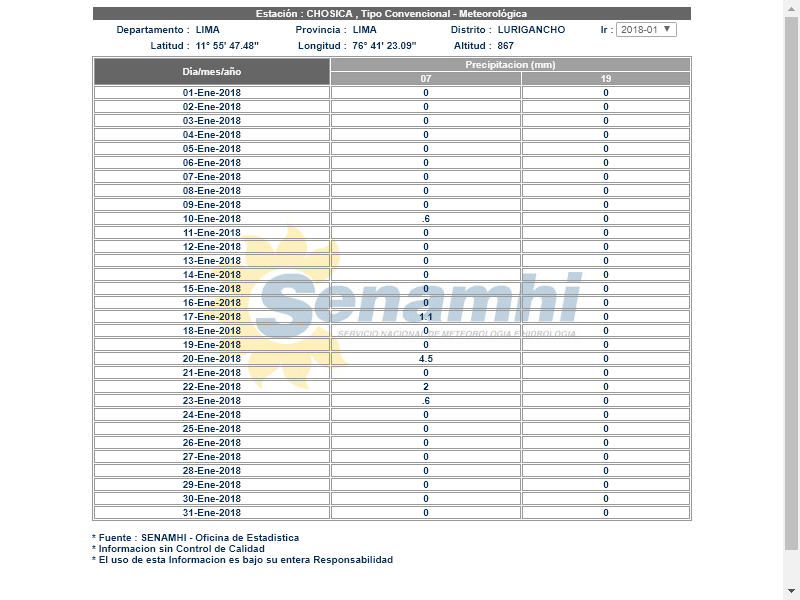 Estación : CHOSICA , Tipo Convencional - Meteorológica
Departamento : LIMA Provincia : LIMA Distrito : LURIGANCHO Ir : 2018-01
Latitud : 11° 55' 47.48" Longitud : 76° 41' 23.09" Altitud : 867
Dia/mes/año Precipitacion (mm)
07 19
01-Ene-2018 0 0
02-Ene-2018 0 0
03-Ene-2018 0 0
04-Ene-2018 0 0
05-Ene-2018 0 0
06-Ene-2018 0 0
07-Ene-2018 0 0
08-Ene-2018 0 0
09-Ene-2018 0 0
10-Ene-2018 .6 0
11-Ene-2018 0 0
12-Ene-2018 0 0
13-Ene-2018 0 0
14-Ene-2018 0 0
15-Ene-2018 0 0
16-Ene-2018 0 0
17-Ene-2018 1.1 0
18-Ene-2018 0 0
19-Ene-2018 0 0
20-Ene-2018 4.5 0
21-Ene-2018 0 0
22-Ene-2018 2 0
23-Ene-2018 .6 0
24-Ene-2018 0 0
25-Ene-2018 0 0
26-Ene-2018 0 0
27-Ene-2018 0 0
28-Ene-2018 0 0
29-Ene-2018 0 0
30-Ene-2018 0 0
31-Ene-2018 0 0
Senamhi
SERVICIO NACIONAL DE METEOROLOGIA E HIDROLOGIA
* Fuente : SENAMHI - Oficina de Estadistica
* Informacion sin Control de Calidad
* El uso de esta Informacion es bajo su entera Responsabilidad